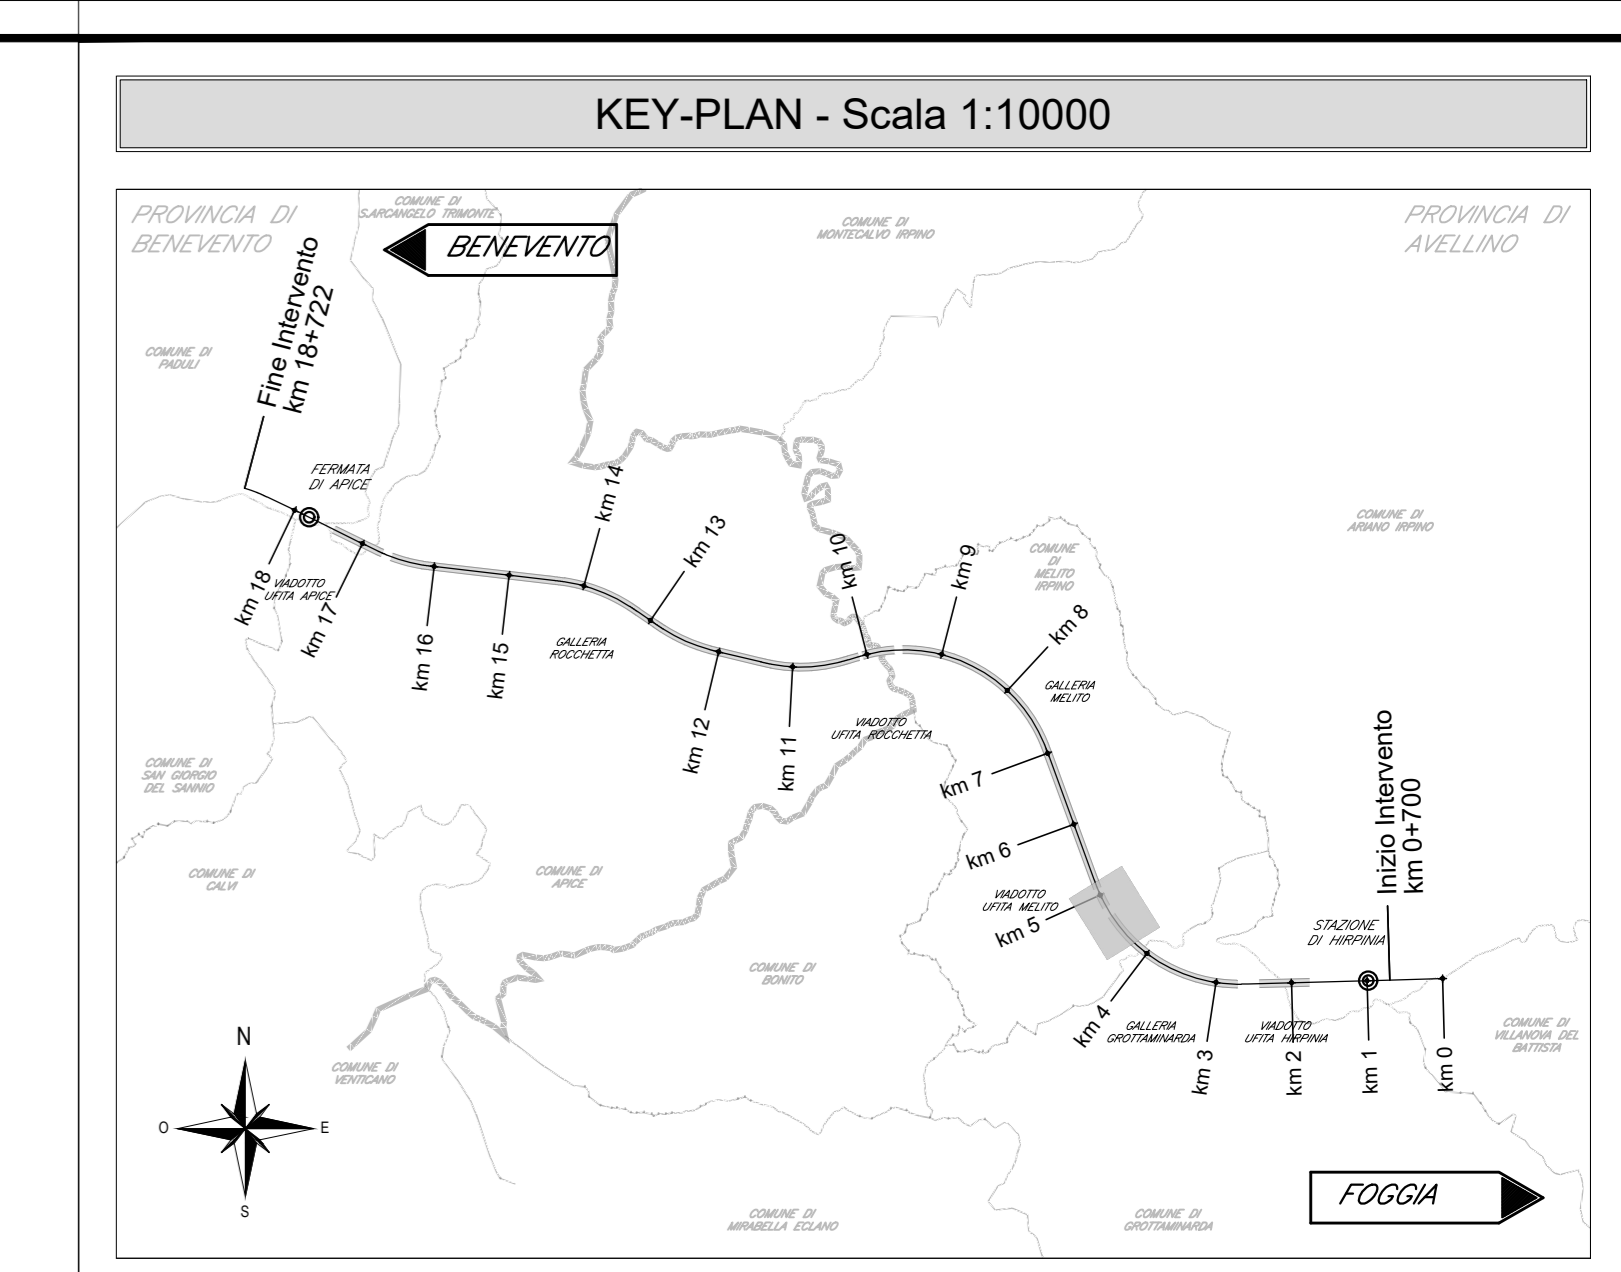 KEY-PLAN - Scala 1:10000
PROVINCIA DI
BENEVENTO
COMUNE DI
S.ARCANGELO TRIMONTE
BENEVENTO
COMUNE DI
MONTECALVO IRPINO
PROVINCIA DI
AVELLINO
Fine Intervento
km 18+722
COMUNE DI
PADULI
FERMATA
DI APICE
km 14
km 13
km 10
km 9
COMUNE
DI
MELITO
IRPINO
COMUNE DI
ARIANO IRPINO
km 18
VIADOTTO
UFITA APICE
km 17
km 16
km 15
GALLERIA
ROCCHETTA
km 8
GALLERIA
MELITO
km 12
km 11
VIADOTTO
UFITA ROCCHETTA
km 7
COMUNE DI
SAN GIORGIO
DEL SANNIO
Inizio Intervento
km 0+700
km 6
COMUNE DI
CALVI
COMUNE DI
APICE
VIADOTTO
UFITA MELITO
km 5
STAZIONE
DI HIRPINIA
COMUNE DI
BONITO
km 4
GALLERIA
GROTTAMINARDA
km 3
VIADOTTO
UFITA HIRPINIA
km 2
km 1
km 0
COMUNE DI
VILLANOVA DEL
BATTISTA
COMUNE DI
VENTICANO
N
O
E
S
COMUNE DI
MIRABELLA ECLANO
COMUNE DI
GROTTAMINARDA
FOGGIA